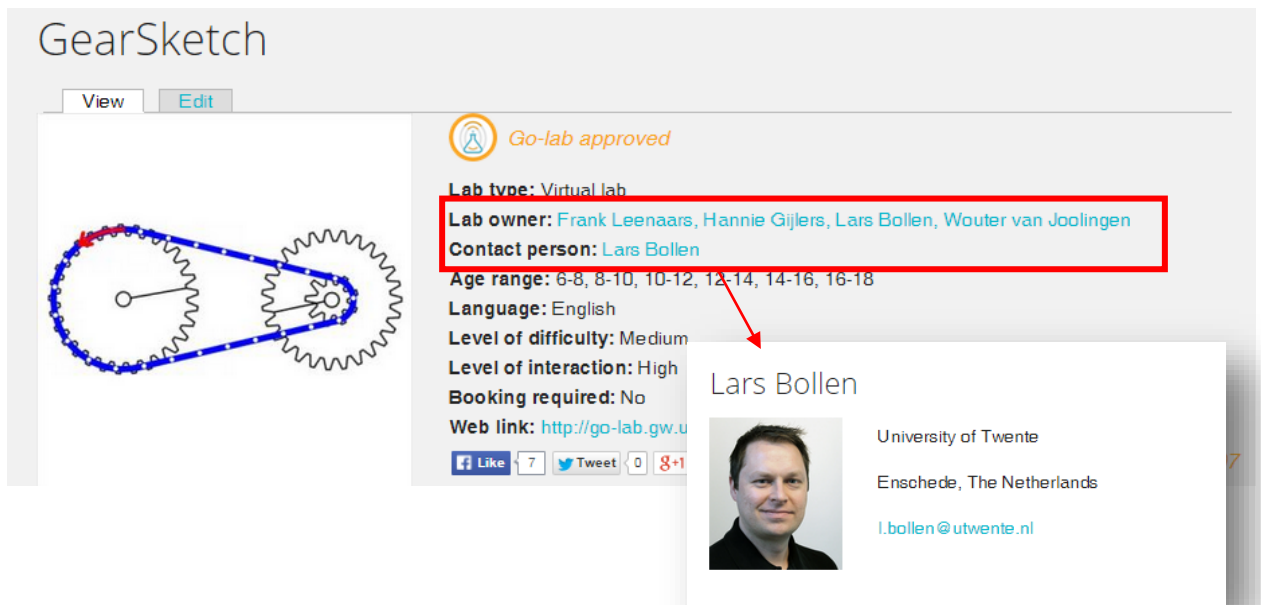 GearSketch
View
Edit
Go-lab approved
Lab type: Virtual lab
Lab owner: Frank Leenaars, Hannie Gijlers, Lars Bollen, Wouter van Joolingen
Contact person: Lars Bollen
Age range: 6-8, 8-10, 10-12, 12-14, 14-16, 16-18
Language: English
Level of difficulty: Medium
Level of interaction: High
Booking required: No
Web link: http://go-lab.gw.u
Like 7 Tweet 0 g+1
7
Lars Bollen
University of Twente
Enschede, The Netherlands
l.bollen@utwente.nl